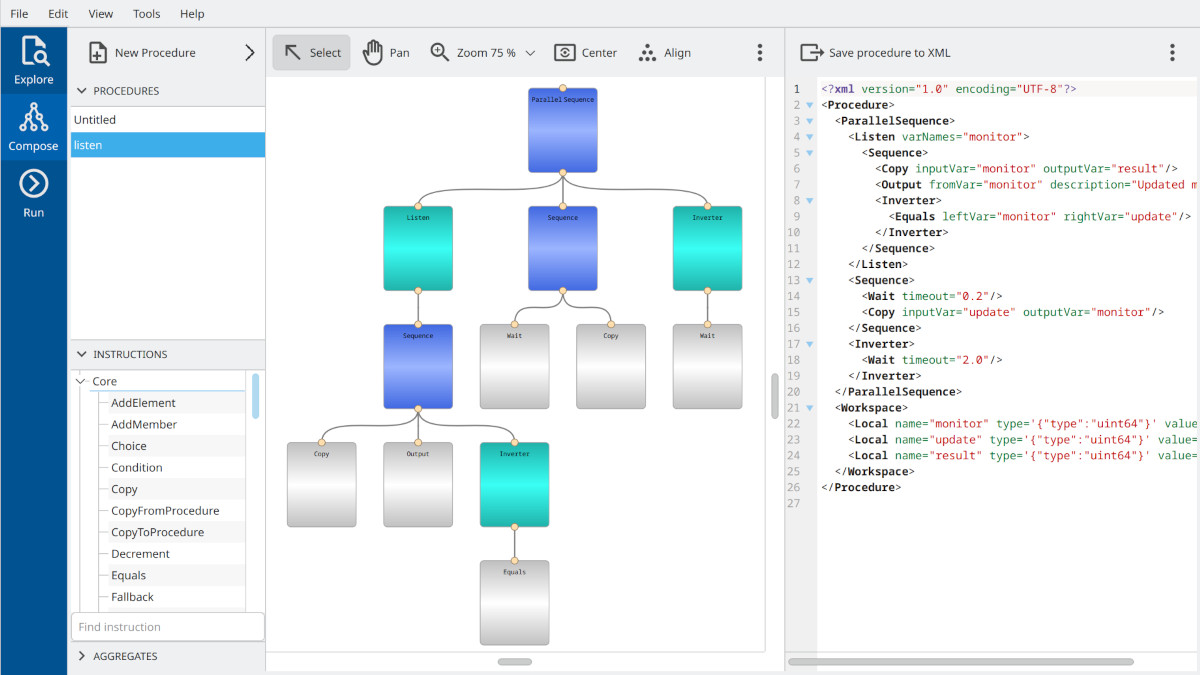 File Edit View Tools Help
Explore
Compose
Run
New Procedure
PROCEDURES
Untitled
listen
INSTRUCTIONS
Core
AddElement
AddMember
Choice
Condition
Copy
CopyFromProcedure
CopyToProcedure
Decrement
Equals
Fallback
Find instruction
AGGREGATES
Select Pan Zoom 75 % Center Align
ParallelSequence
Listen Sequence Inverter
Sequence Wait Copy Wait
Copy Output Inverter
Equals
Save procedure to XML
1 <?xml version="1.0" encoding="UTF-8"?>
2 <Procedure>
3 <ParallelSequence>
4 <Listen varNames="monitor">
5 <Sequence>
6 <Copy inputVar="monitor" outputVar="result"/>
7 <Output fromVar="monitor" description="Updated m
8 <Inverter>
9 <Equals leftVar="monitor" rightVar="update"/>
10 </Inverter>
11 </Sequence>
12 </Listen>
13 <Sequence>
14 <Wait timeout="0.2"/>
15 <Copy inputVar="update" outputVar="monitor"/>
16 </Sequence>
17 <Inverter>
18 <Wait timeout="2.0"/>
19 </Inverter>
20 </ParallelSequence>
21 <Workspace>
22 <Local name="monitor" type='{"type":"uint64"}' value=
23 <Local name="update" type='{"type":"uint64"}' value=
24 <Local name="result" type='{"type":"uint64"}' value=
25 </Workspace>
26 </Procedure>
27